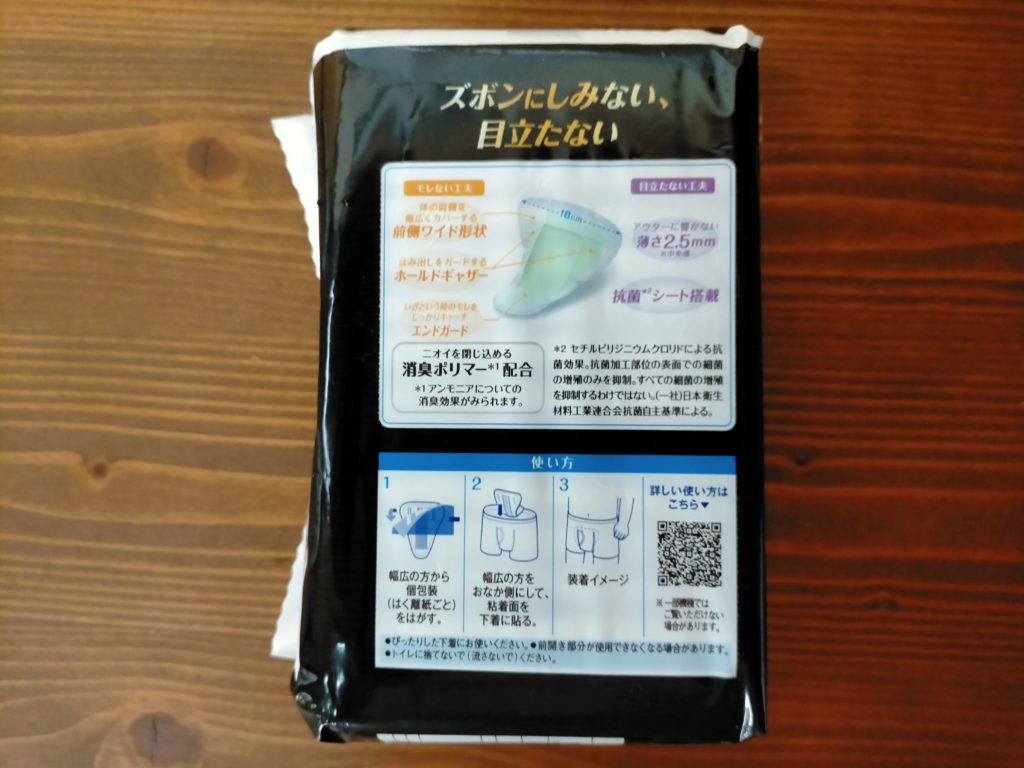 ズボンにしみない、
目立たない
モレない工夫
体の前側を
幅広くカバーする
前側ワイド形状
はみ出しをガードする
ホールドギャザー
いざという時のモレを
しっかりキャッチ
エンドガード
18cm
目立たない工夫
アウターに響かない
薄さ2.5mm
※中央部
抗菌*2シート搭載
ニオイを閉じ込める
消臭ポリマー*1配合
*1 アンモニアについての
消臭効果がみられます。
*2 セチルピリジニウムクロリドによる抗
菌効果。抗菌加工部位の表面での細菌
の増殖のみを抑制。すべての細菌の増殖
を抑制するわけではない。(一社)日本衛生
材料工業連合会抗菌自主基準による。
使い方
1
幅広の方から
個包装
(はく離紙ごと)
をはがす。
2
幅広の方を
おなか側にして、
粘着面を
下着に貼る。
3
装着イメージ
詳しい使い方は
こちら▼
※一部機種では
ご覧いただけない
場合があります。
●ぴったりした下着にお使いください。●前開き部分が使用できなくなる場合があります。
●トイレに捨てないで(流さないで)ください。